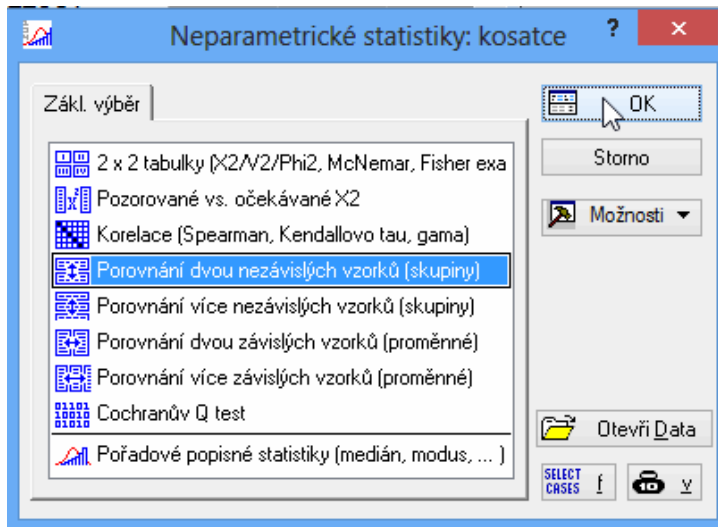 Neparametrické statistiky: kosatce ? ×
Zákl. výběr
2 x 2 tabulky (X2/V2/Phi2, McNemar, Fisher exa
Pozorované vs. očekávané X2
Korelace (Spearman, Kendallovo tau, gama)
Porovnání dvou nezávislých vzorků (skupiny)
Porovnání více nezávislých vzorků (skupiny)
Porovnání dvou závislých vzorků (proměnné)
Porovnání více závislých vzorků (proměnné)
Cochranův Q test
Pořadové popisné statistiky (medián, modus, ... )
OK
Storno
Možnosti
Otevři Data
SELECT
CASES
f
10
v